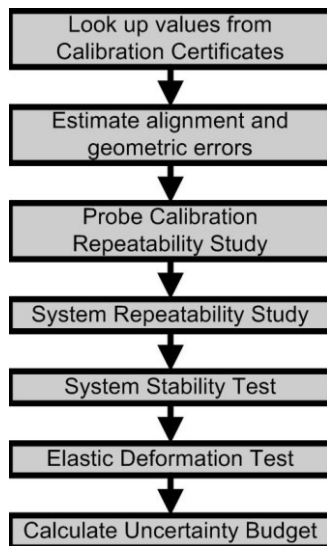 Look up values from
Calibration Certificates
Estimate alignment and
geometric errors
Probe Calibration
Repeatability Study
System Repeatability Study
System Stability Test
Elastic Deformation Test
Calculate Uncertainty Budget